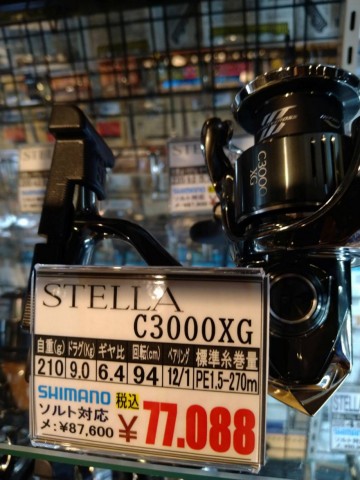 C3000
XG
STELLA
C3000XG
自重(g) ドラグ(Kg) ギヤ比 回転(cm) ベアリング 標準糸巻量
210 9.0 6.4 94 12/1 PE1.5-270m
SHIMANO
ソルト対応
メ:¥87,600
税込
¥77.088